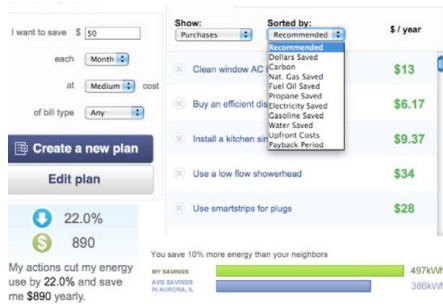 I want to save $ 50
each Month
at Medium cost
of bill type Any
Create a new plan
Edit plan
22.0%
$ 890
My actions cut my energy
use by 22.0% and save
me $890 yearly.
Show: Sorted by: $ / year
Purchases Recommended
Recommended
Dollars Saved
Carbon
Nat. Gas Saved
Fuel Oil Saved
Propane Saved
Electricity Saved
Gasoline Saved
Water Saved
Upfront Costs
Payback Period
Clean window AC $13
Buy an efficient dis $6.17
Install a kitchen sin $9.37
Use a low flow showerhead $34
Use smartstrips for plugs $28
You save 10% more energy than your neighbors
MY SAVINGS 497kWh
AVG SAVINGS
IN AURORA, IL 386kWh